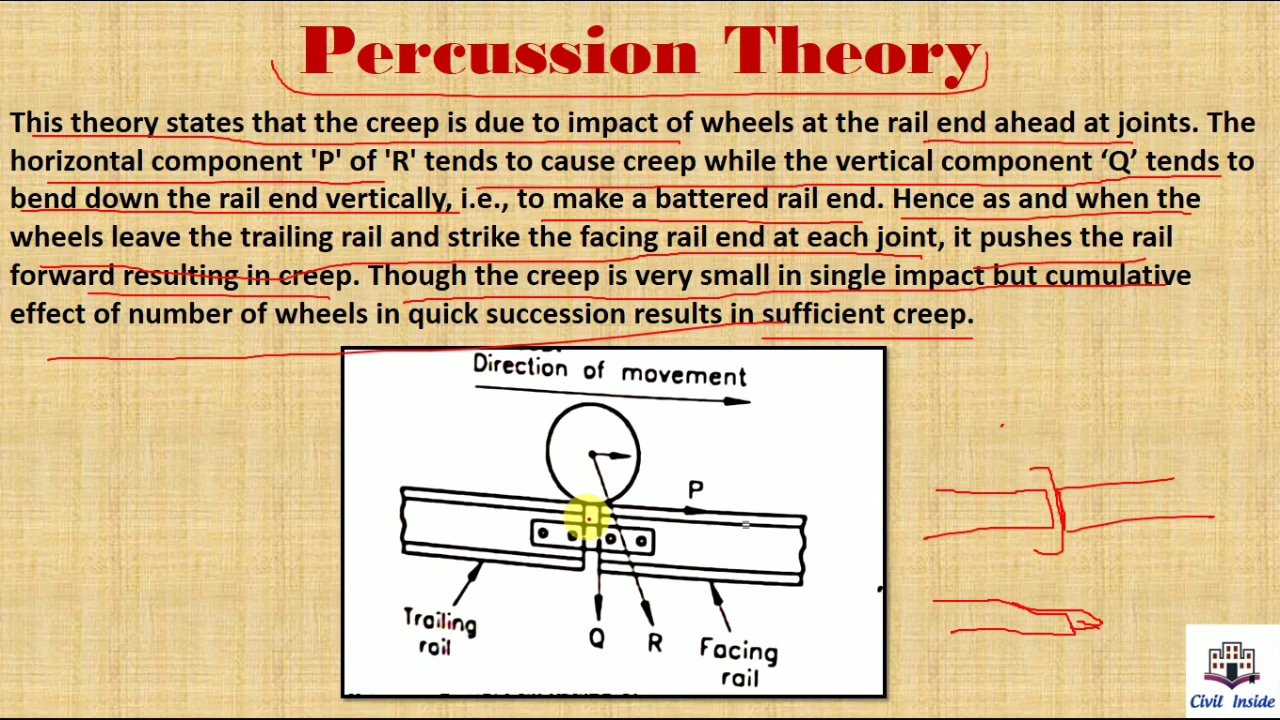 Percussion Theory
This theory states that the creep is due to impact of wheels at the rail end ahead at joints. The
horizontal component 'P' of 'R' tends to cause creep while the vertical component ‘Q’ tends to
bend down the rail end vertically, i.e., to make a battered rail end. Hence as and when the
wheels leave the trailing rail and strike the facing rail end at each joint, it pushes the rail
forward resulting in creep. Though the creep is very small in single impact but cumulative
effect of number of wheels in quick succession results in sufficient creep.
Direction of movement
P
Trailing
rail
Q
R
Facing
rail
Civil Inside